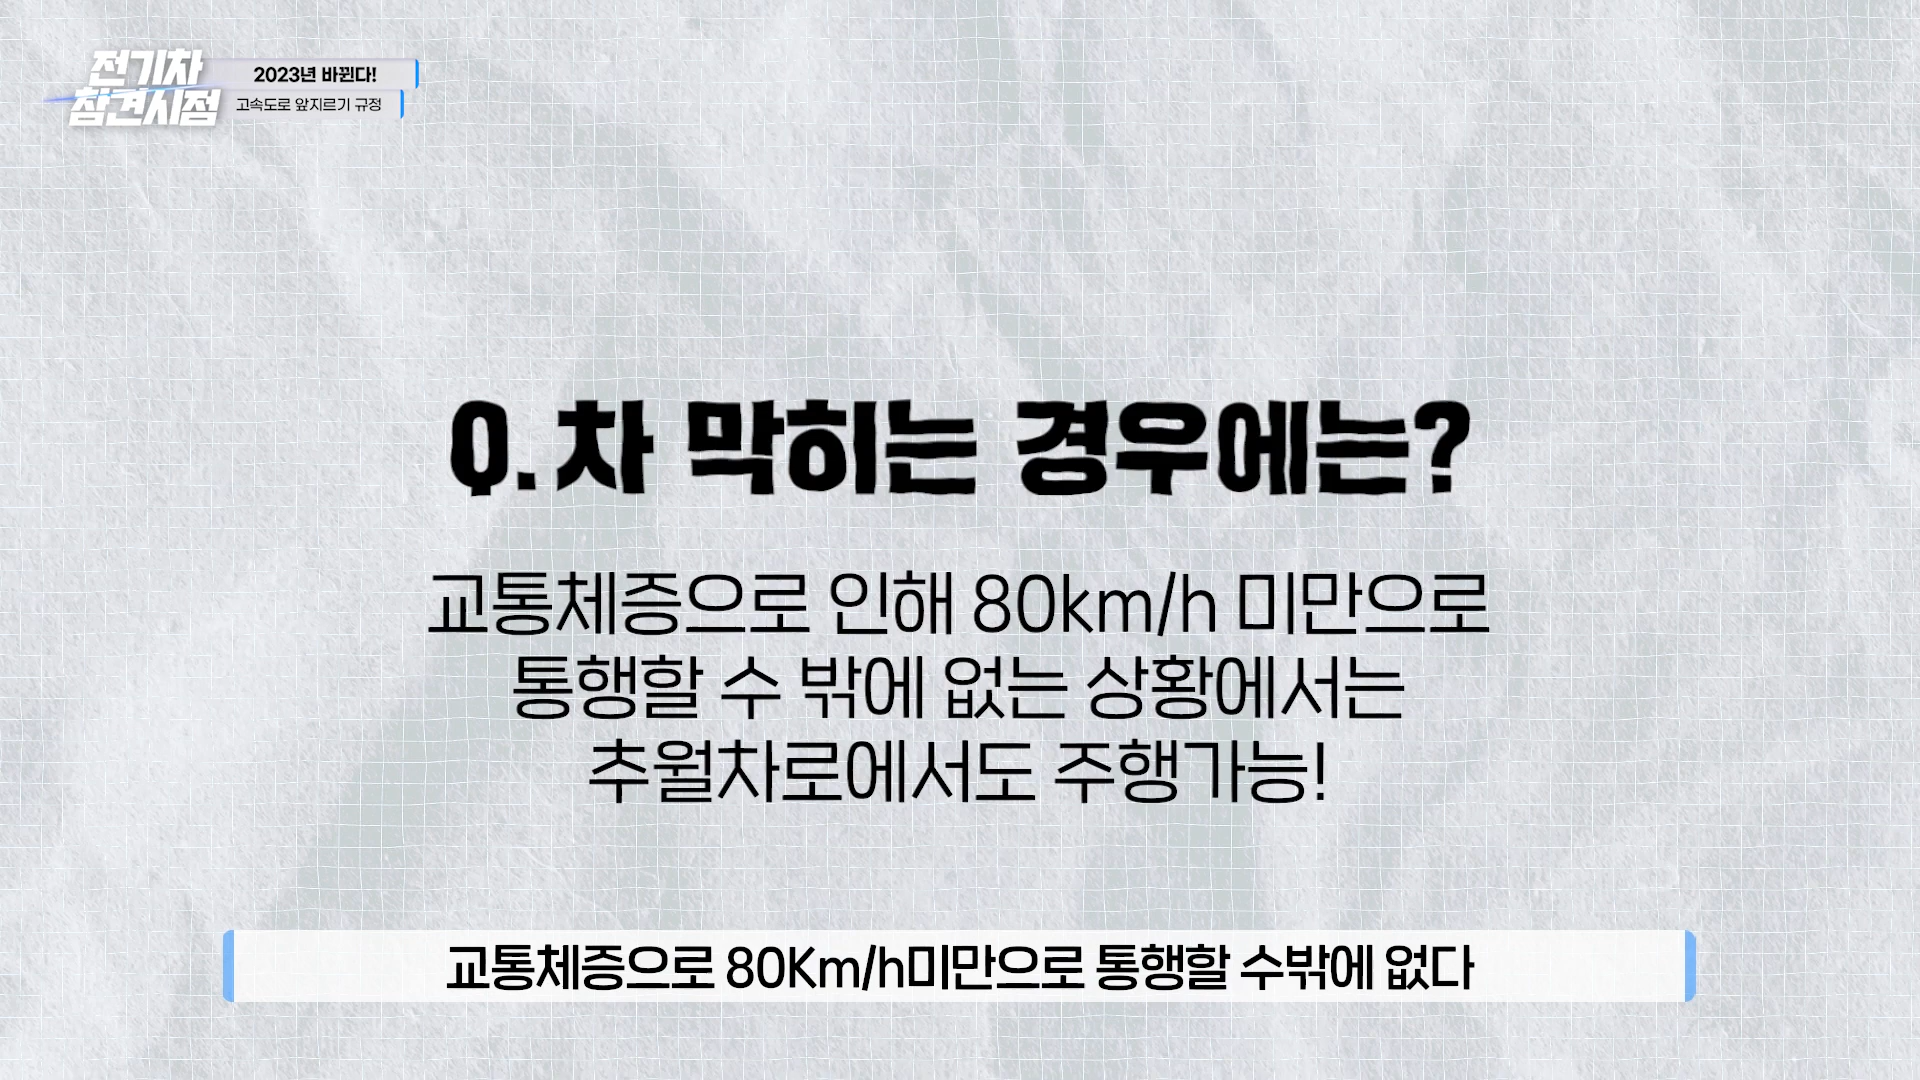 전기차
참견시점
2023년 바뀐다!
고속도로 앞지르기 규정
Q. 차 막히는 경우에는?
교통체증으로 인해 80km/h 미만으로
통행할 수 밖에 없는 상황에서는
추월차로에서도 주행가능!
교통체증으로 80Km/h미만으로 통행할 수밖에 없다